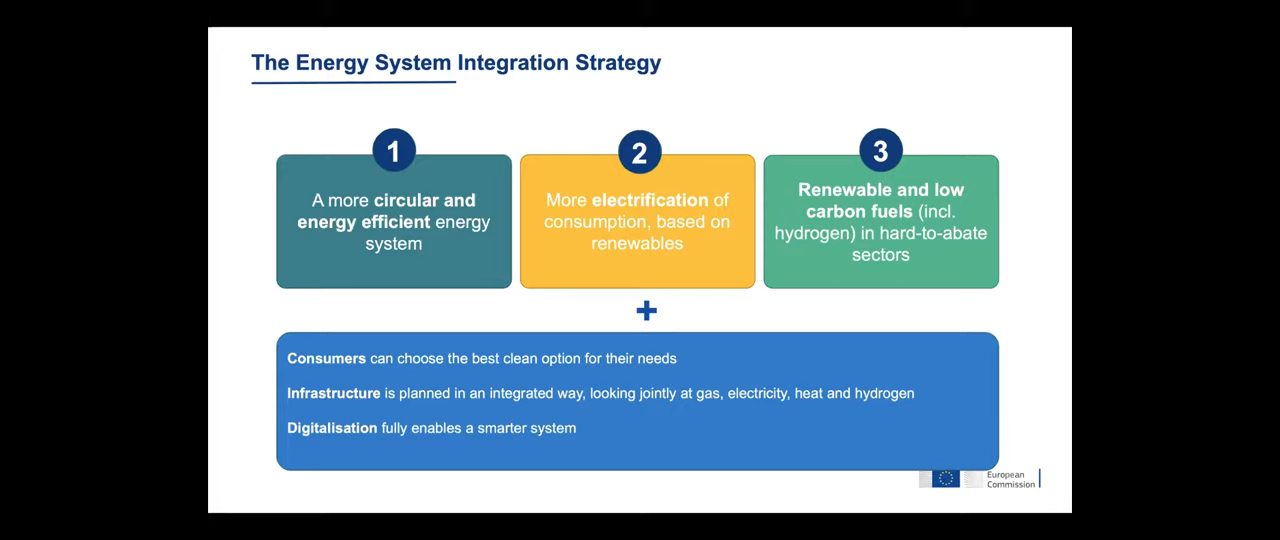 The Energy System Integration Strategy
1
A more circular and
energy efficient energy
system
2
More electrification of
consumption, based on
renewables
3
Renewable and low
carbon fuels (incl.
hydrogen) in hard-to-abate
sectors
+
Consumers can choose the best clean option for their needs
Infrastructure is planned in an integrated way, looking jointly at gas, electricity, heat and hydrogen
Digitalisation fully enables a smarter system
European
Commission